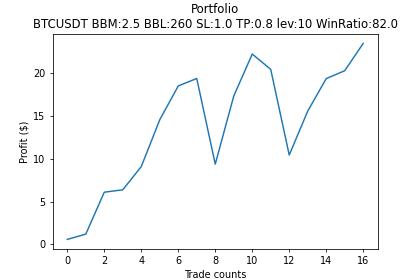 Portfolio
BTCUSDT BBM:2.5 BBL:260 SL:1.0 TP:0.8 lev:10 WinRatio:82.0
Profit ($)
20
15
10
5
0
0 2 4 6 8 10 12 14 16
Trade counts